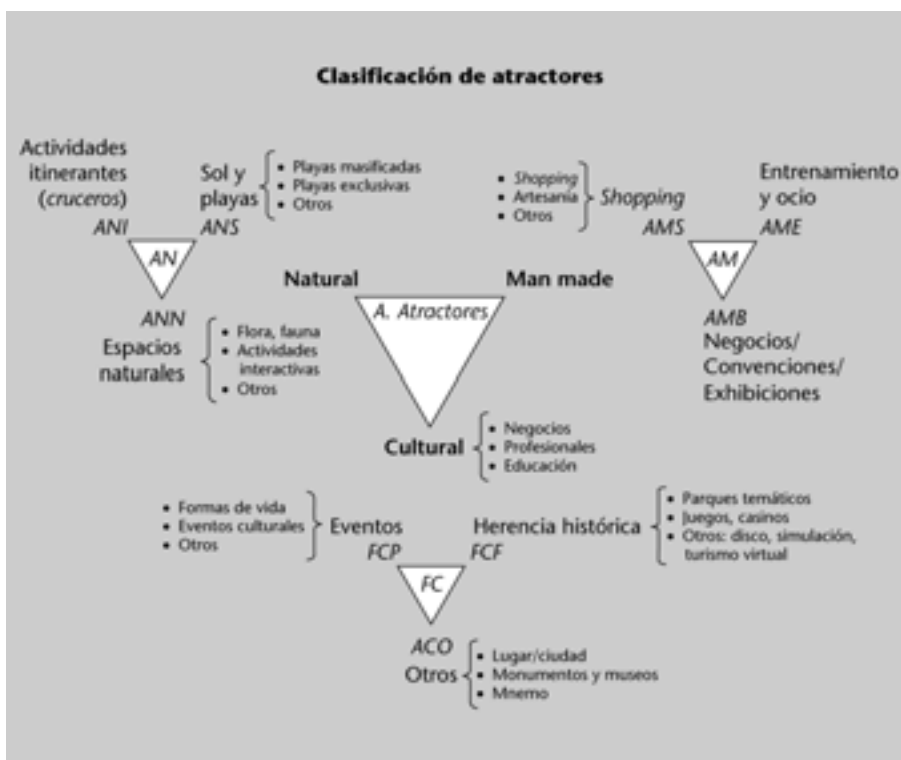 Clasificación de atractores
Actividades
itinerantes
(cruceros)
ANI
Sol y
playas
ANS
• Playas masificadas
• Playas exclusivas
• Otros
AN
ANN
Espacios
naturales
• Flora, fauna
• Actividades
interactivas
• Otros
• Shopping
• Artesanía
• Otros
Shopping
AMS
Entrenamiento
y ocio
AME
AM
AMB
Negocios/
Convenciones/
Exhibiciones
Natural
Man made
A. Atractores
Cultural
• Negocios
• Profesionales
• Educación
• Formas de vida
• Eventos culturales
• Otros
Eventos
FCP
Herencia histórica
FCF
• Parques temáticos
• Juegos, casinos
• Otros: disco, simulación,
turismo virtual
FC
ACO
Otros
• Lugar/ciudad
• Monumentos y museos
• Mnemo